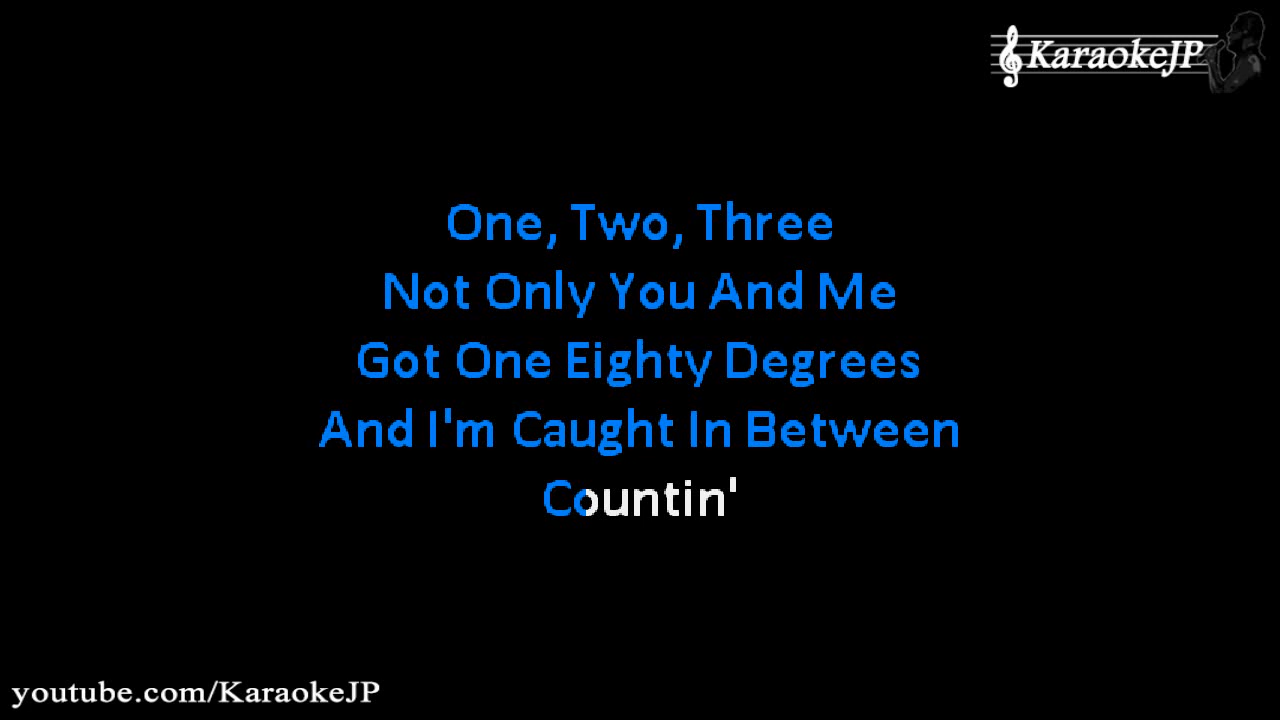 KaraokeJP
One, Two, Three
Not Only You And Me
Got One Eighty Degrees
And I'm Caught In Between
Countin'
youtube.com/KaraokeJP